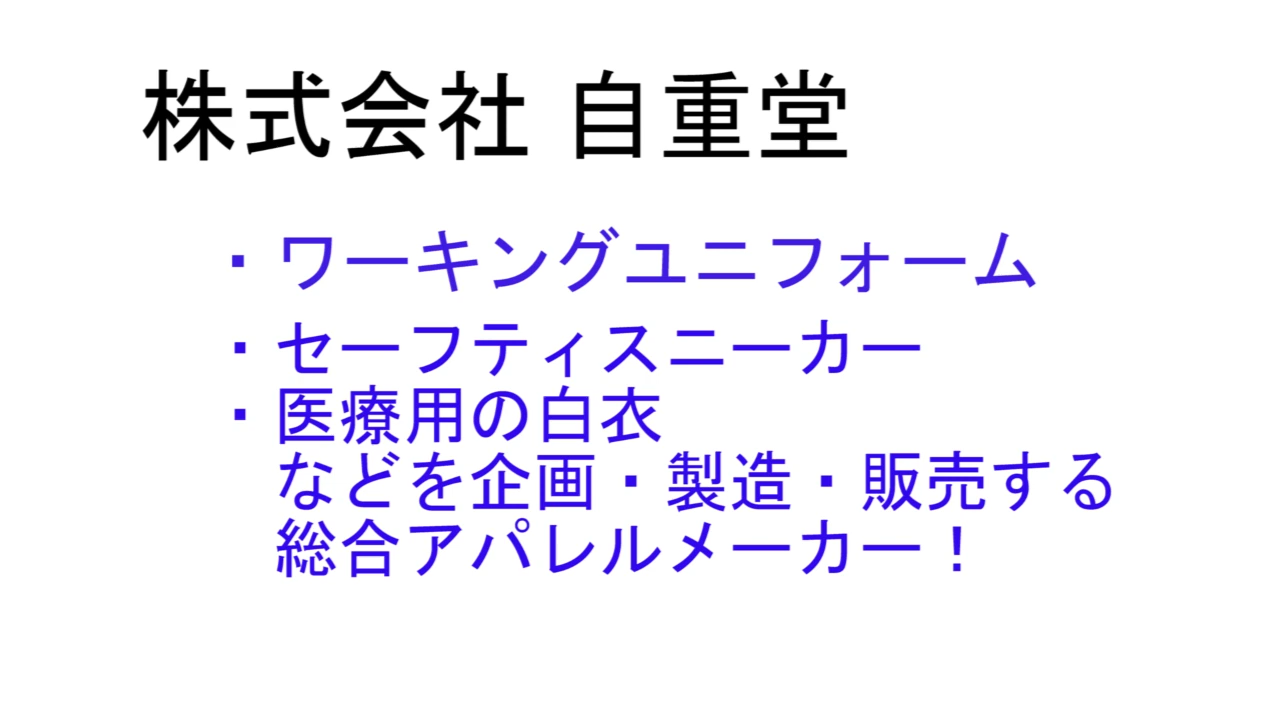 株式会社 自重堂
・ワーキングユニフォーム
・セーフティスニーカー
・医療用の白衣
などを企画・製造・販売する
総合アパレルメーカー！